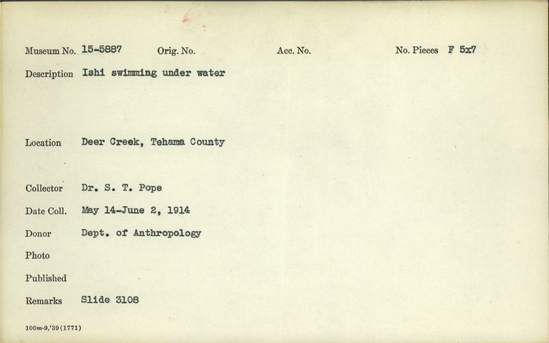 Museum No. 15-5887 Orig. No. Acc. No. No. Pieces F 5x7
Description Ishi swimming under water
Location Deer Creek, Tehama County
Collector Dr. S. T. Pope
Date Coll. May 14-June 2, 1914
Donor Dept. of Anthropology
Photo
Published
Remarks Slide 3108
100m-9,'39(1771)